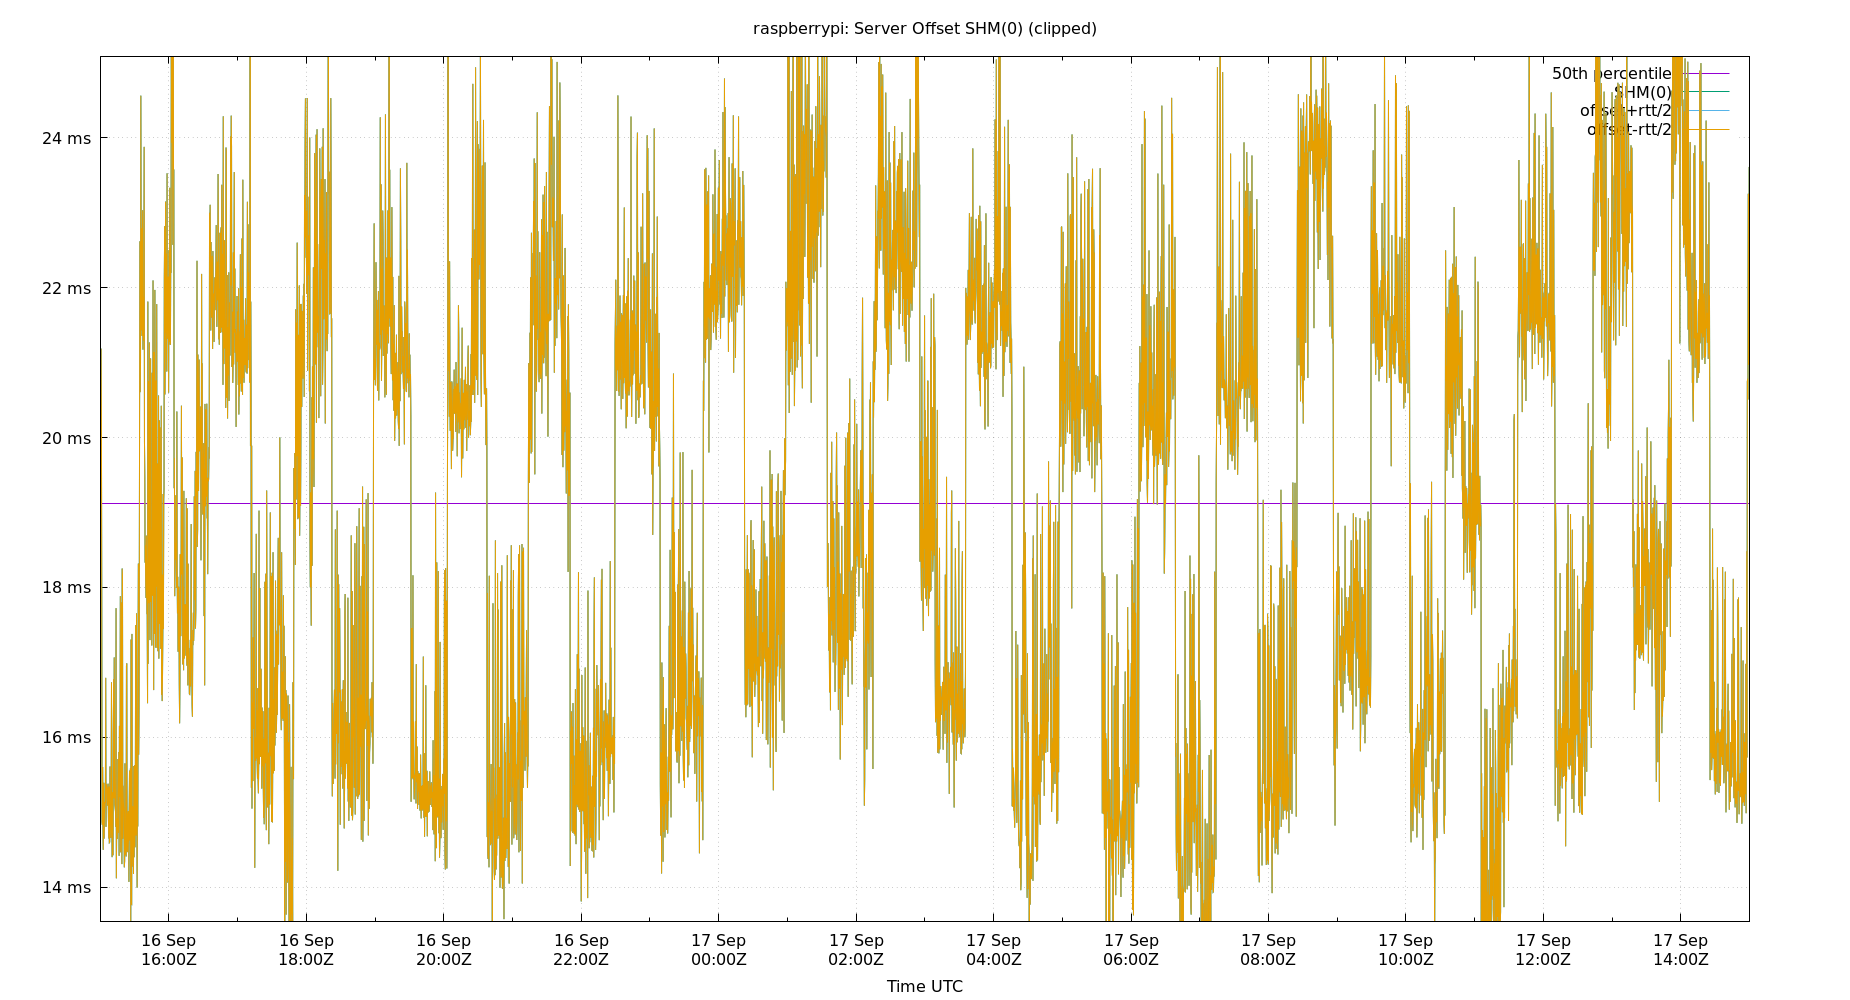 raspberrypi: Server Offset SHM(0) (clipped)
50th percentile
SHM(0)
offset+rtt/2
offset-rtt/2
24 ms
22 ms
20 ms
18 ms
16 ms
14 ms
16 Sep 16 Sep 16 Sep 16 Sep 17 Sep 17 Sep 17 Sep 17 Sep 17 Sep 17 Sep 17 Sep 17 Sep
16:00Z 18:00Z 20:00Z 22:00Z 00:00Z 02:00Z 04:00Z 06:00Z 08:00Z 10:00Z 12:00Z 14:00Z
Time UTC